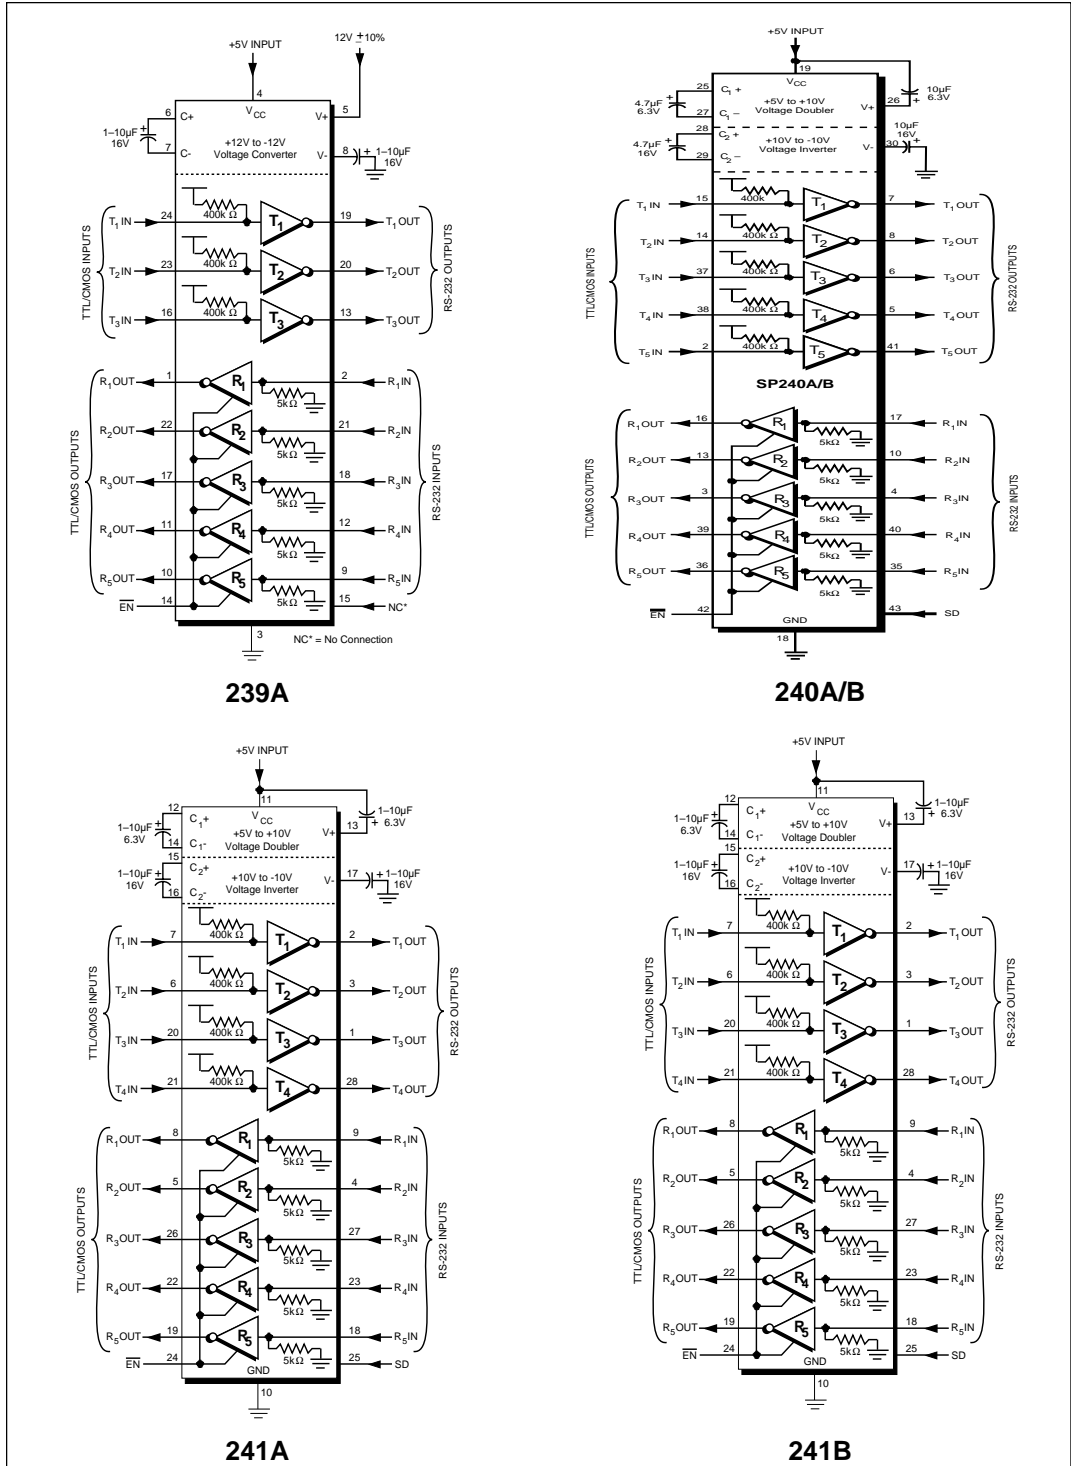 +5V INPUT
12V ±10%
4
6
C+
VCC
V+
5
1–10µF
16V
+12V to -12V
Voltage Converter
7
C-
V-
8
1–10µF
16V
TTL/CMOS INPUTS
T1 IN
24
400k Ω
T1
19
T1 OUT
T2 IN
23
400k Ω
T2
20
T2 OUT
T3 IN
16
400k Ω
T3
13
T3 OUT
RS-232 OUTPUTS
TTL/CMOS OUTPUTS
R1 OUT
1
R1
5kΩ
2
R1 IN
R2 OUT
22
R2
5kΩ
21
R2 IN
R3 OUT
17
R3
5kΩ
18
R3 IN
R4 OUT
11
R4
5kΩ
12
R4 IN
R5 OUT
10
R5
5kΩ
9
R5 IN
RS-232 INPUTS
EN
14
15
NC*
3
NC* = No Connection
239A
+5V INPUT
19
25
C1 +
+5V to +10V
Voltage Doubler
V+
26
10µF
6.3V
4.7µF
6.3V
27
C1 –
28
C2 +
+10V to -10V
Voltage Inverter
V-
30
10µF
16V
4.7µF
16V
29
C2 –
VCC
TTL/CMOS INPUTS
T1 IN
15
400k
T1
7
T1 OUT
T2 IN
14
400k Ω
T2
8
T2 OUT
T3 IN
37
400k Ω
T3
6
T3 OUT
T4 IN
38
400k Ω
T4
5
T4 OUT
T5 IN
2
400k Ω
T5
41
T5 OUT
RS-232 OUTPUTS
SP240A/B
TTL/CMOS OUTPUTS
R1 OUT
16
R1
5kΩ
17
R1 IN
R2 OUT
13
R2
5kΩ
10
R2 IN
R3 OUT
3
R3
5kΩ
4
R3 IN
R4 OUT
39
R4
5kΩ
40
R4 IN
R5 OUT
36
R5
5kΩ
35
R5 IN
RS-232 INPUTS
EN
42
43
SD
GND
18
240A/B
+5V INPUT
11
12
C1+
VCC
+5V to +10V
Voltage Doubler
V+
13
1–10µF
6.3V
1–10µF
6.3V
14
C1-
15
C2+
+10V to -10V
Voltage Inverter
V-
17
1–10µF
16V
1–10µF
16V
16
C2-
TTL/CMOS INPUTS
T1 IN
7
400k Ω
T1
2
T1 OUT
T2 IN
6
400k Ω
T2
3
T2 OUT
T3 IN
20
400k Ω
T3
1
T3 OUT
T4 IN
21
400k Ω
T4
28
T4 OUT
RS-232 OUTPUTS
TTL/CMOS OUTPUTS
R1 OUT
8
R1
5kΩ
9
R1 IN
R2 OUT
5
R2
5kΩ
4
R2 IN
R3 OUT
26
R3
5kΩ
27
R3 IN
R4 OUT
22
R4
5kΩ
23
R4 IN
R5 OUT
19
R5
5kΩ
18
R5 IN
RS-232 INPUTS
EN
24
25
SD
GND
10
241A
+5V INPUT
11
12
C1+
VCC
+5V to +10V
Voltage Doubler
V+
13
1–10µF
6.3V
1–10µF
6.3V
14
C1-
15
C2+
+10V to -10V
Voltage Inverter
V-
17
1–10µF
16V
1–10µF
16V
16
C2-
TTL/CMOS INPUTS
T1 IN
7
400k Ω
T1
2
T1 OUT
T2 IN
6
400k Ω
T2
3
T2 OUT
T3 IN
20
400k Ω
T3
1
T3 OUT
T4 IN
21
400k Ω
T4
28
T4 OUT
RS-232 OUTPUTS
TTL/CMOS OUTPUTS
R1 OUT
8
R1
5kΩ
9
R1 IN
R2 OUT
5
R2
5kΩ
4
R2 IN
R3 OUT
26
R3
5kΩ
27
R3 IN
R4 OUT
22
R4
5kΩ
23
R4 IN
R5 OUT
19
R5
5kΩ
18
R5 IN
RS-232 INPUTS
EN
24
25
SD
GND
10
241B